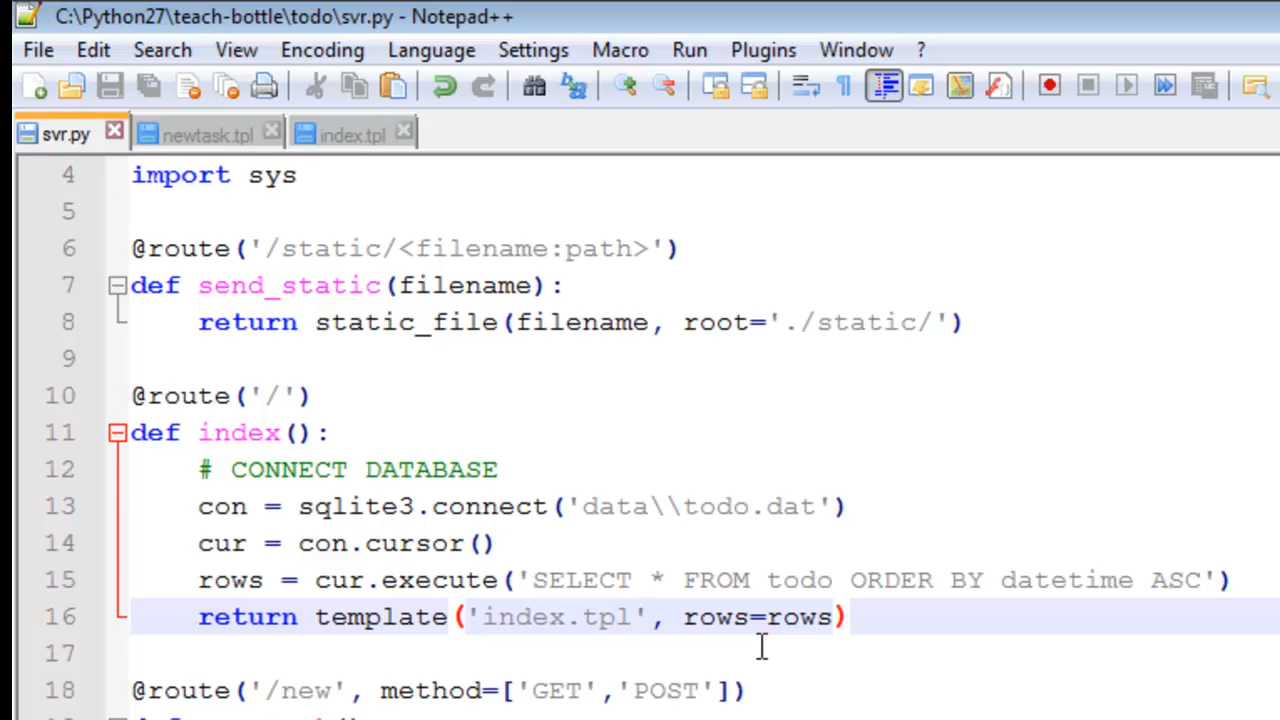 C:\Python27\teach-bottle\todo\svr.py - Notepad++
File Edit Search View Encoding Language Settings Macro Run Plugins Window ?
svr.py newtask.tpl index.tpl
4 import sys
5
6 @route('/static/<filename:path>')
7 def send_static(filename):
8 return static_file(filename, root='./static/')
9
10 @route('/')
11 def index():
12 # CONNECT DATABASE
13 con = sqlite3.connect('data\\todo.dat')
14 cur = con.cursor()
15 rows = cur.execute('SELECT * FROM todo ORDER BY datetime ASC')
16 return template('index.tpl', rows=rows)
17
18 @route('/new', method=['GET','POST'])